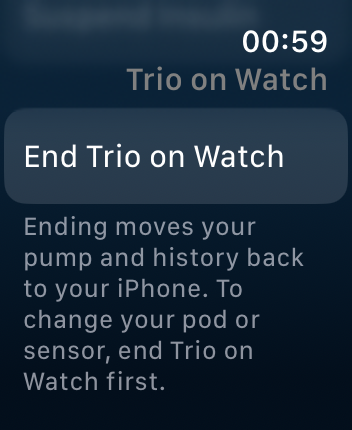 00:59
Trio on Watch
End Trio on Watch
Ending moves your
pump and history back
to your iPhone. To
change your pod or
sensor, end Trio on
Watch first.